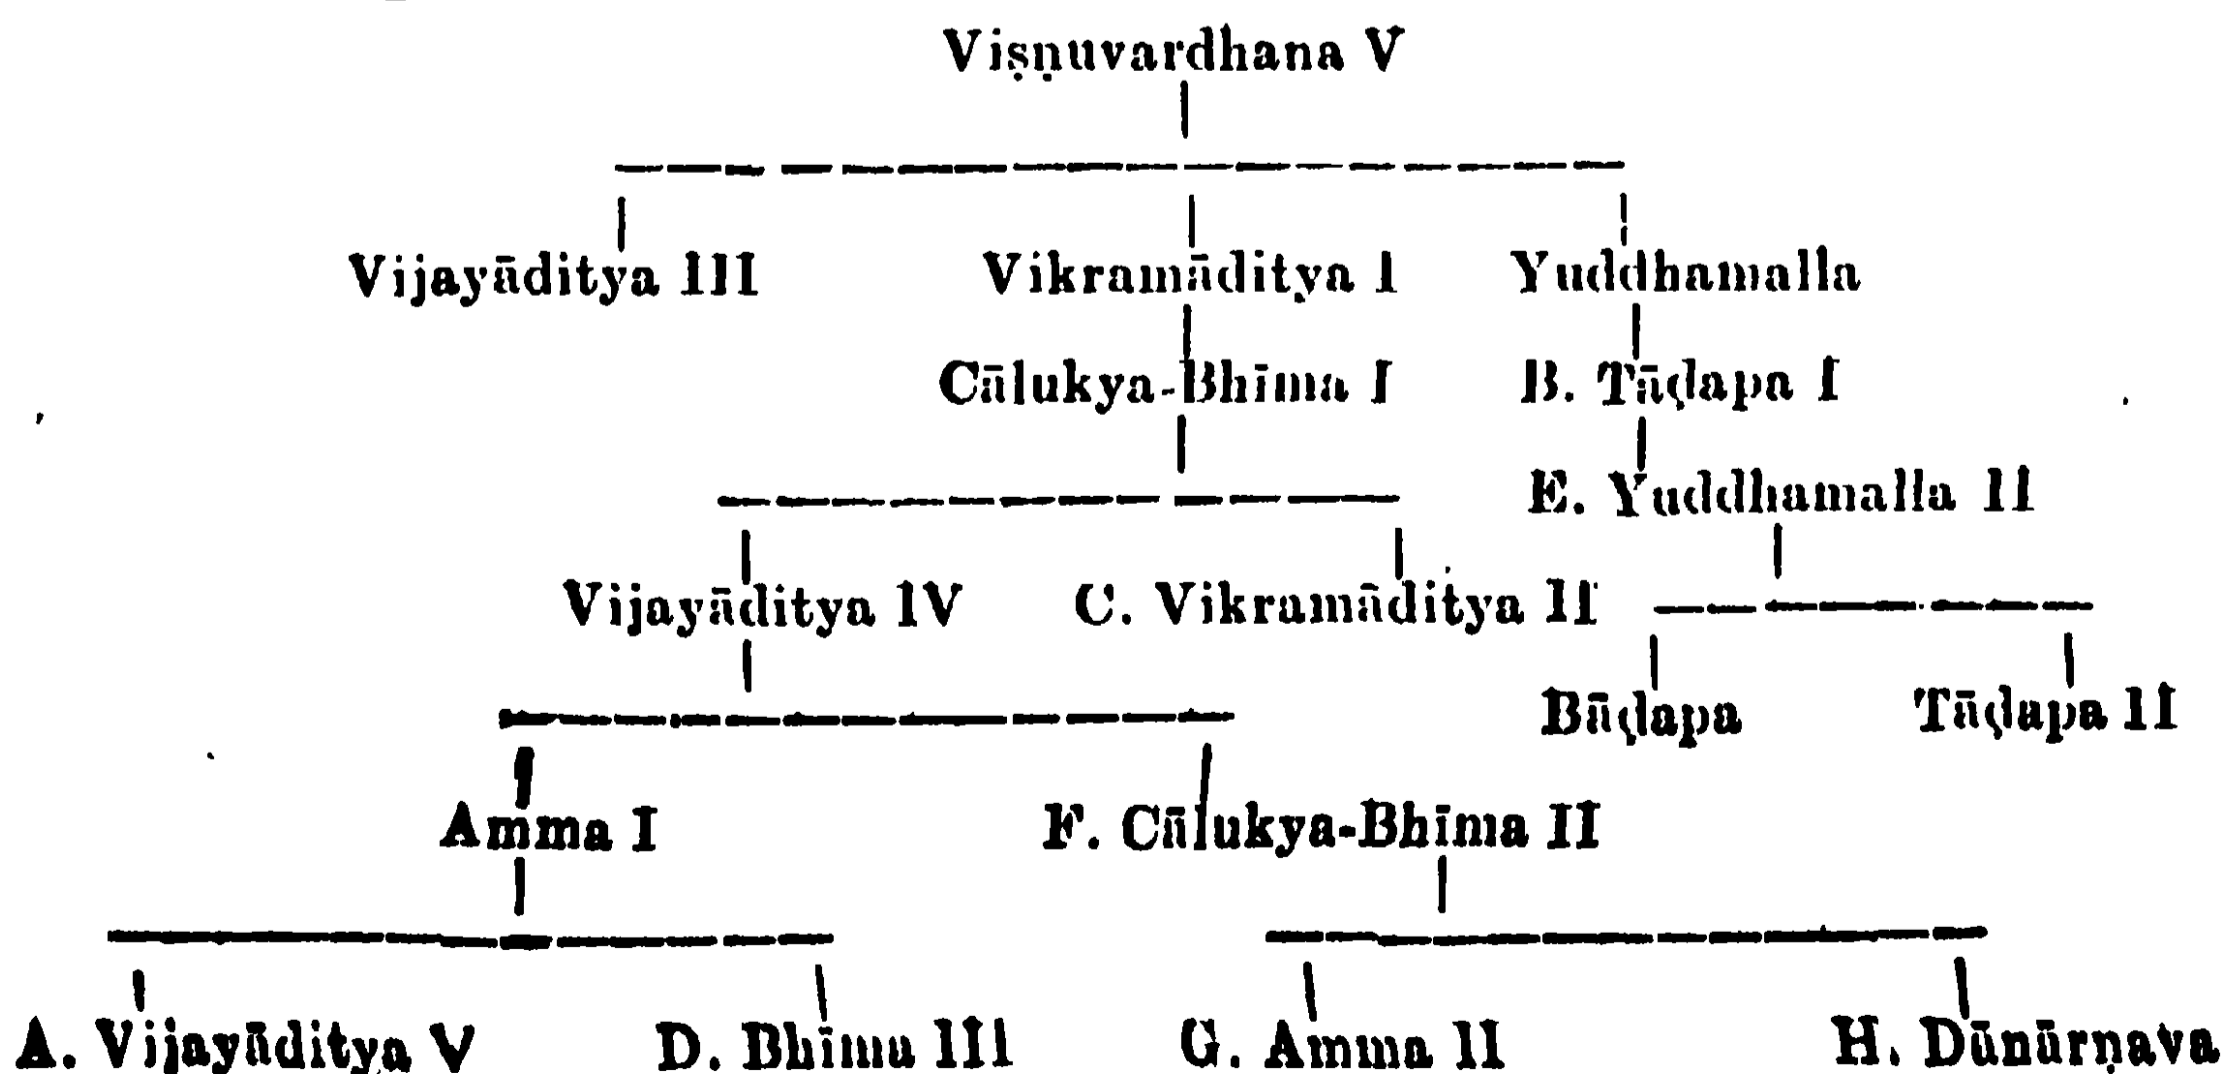 Viṣṇuvardhana V
Vijayāditya III Vikramāditya I Yuddhamalla
Cālukya-Bhīma I B. Tāḍapa I
E. Yuddhamalla II
Vijayāditya IV C. Vikramāditya II
Bāḍapa Tāḍapa II
Amma I F. Cālukya-Bhīma II
A. Vijayāditya V D. Bhīma III G. Amma II H. Dānārṇava